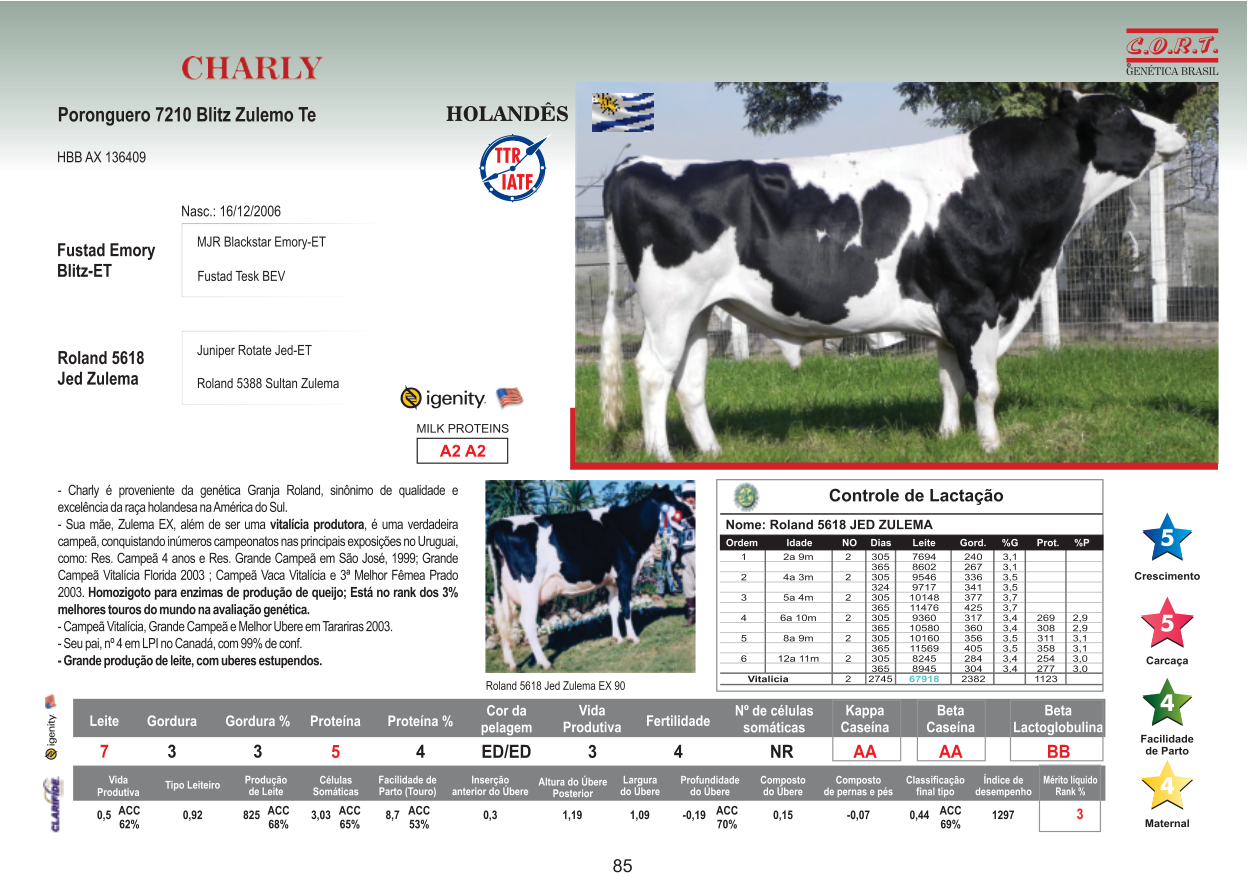 CHARLY
C.O.R.T.
GENÉTICA BRASIL
Poronguero 7210 Blitz Zulemo Te
HOLANDÊS
HBB AX 136409
TTR
IATF
Nasc.: 16/12/2006
Fustad Emory
Blitz-ET
MJR Blackstar Emory-ET
Fustad Tesk BEV
Roland 5618
Jed Zulema
Juniper Rotate Jed-ET
Roland 5388 Sultan Zulema
igenity
MILK PROTEINS
A2 A2
- Charly é proveniente da genética Granja Roland, sinônimo de qualidade e
excelência da raça holandesa na América do Sul.
- Sua mãe, Zulema EX, além de ser uma vitalícia produtora, é uma verdadeira
campeã, conquistando inúmeros campeonatos nas principais exposições no Uruguai,
como: Res. Campeã 4 anos e Res. Grande Campeã em São José, 1999; Grande
Campeã Vitalícia Florida 2003 ; Campeã Vaca Vitalícia e 3ª Melhor Fêmea Prado
2003. Homozigoto para enzimas de produção de queijo; Está no rank dos 3%
melhores touros do mundo na avaliação genética.
- Campeã Vitalícia, Grande Campeã e Melhor Ubere em Tarariras 2003.
- Seu pai, nº 4 em LPI no Canadá, com 99% de conf.
- Grande produção de leite, com uberes estupendos.
Roland 5618 Jed Zulema EX 90
Controle de Lactação
Nome: Roland 5618 JED ZULEMA
Ordem Idade NO Dias Leite Gord. %G Prot. %P
1 2a 9m 2 305 7694 240 3,1
365 8602 267 3,1
2 4a 3m 2 305 9546 336 3,5
324 9717 341 3,5
3 5a 4m 2 305 10148 377 3,7
365 11476 425 3,7
4 6a 10m 2 305 9360 317 3,4 269 2,9
365 10580 360 3,4 308 2,9
5 8a 9m 2 305 10160 356 3,5 311 3,1
365 11569 405 3,5 358 3,1
6 12a 11m 2 305 8245 284 3,4 254 3,0
365 8945 304 3,4 277 3,0
Vitalicia 2 2745 67918 2382 1123
5
Crescimento
5
Carcaça
4
Facilidade
de Parto
4
Maternal
igenity
Leite Gordura Gordura % Proteína Proteína % Cor da pelagem Vida Produtiva Fertilidade Nº de células somáticas Kappa Caseína Beta Caseína Beta Lactoglobulina
7 3 3 5 4 ED/ED 3 4 NR AA AA BB
CLARIFIDE
Vida Produtiva Tipo Leiteiro Produção de Leite Células Somáticas Facilidade de Parto (Touro) Inserção anterior do Úbere Altura do Úbere Posterior Largura do Úbere Profundidade do Úbere Composto do Úbere Composto de pernas e pés Classificação final tipo Índice de desempenho Mérito líquido Rank %
0,5 ACC 62% 0,92 825 ACC 68% 3,03 ACC 65% 8,7 ACC 53% 0,3 1,19 1,09 -0,19 ACC 70% 0,15 -0,07 0,44 ACC 69% 1297 3
85